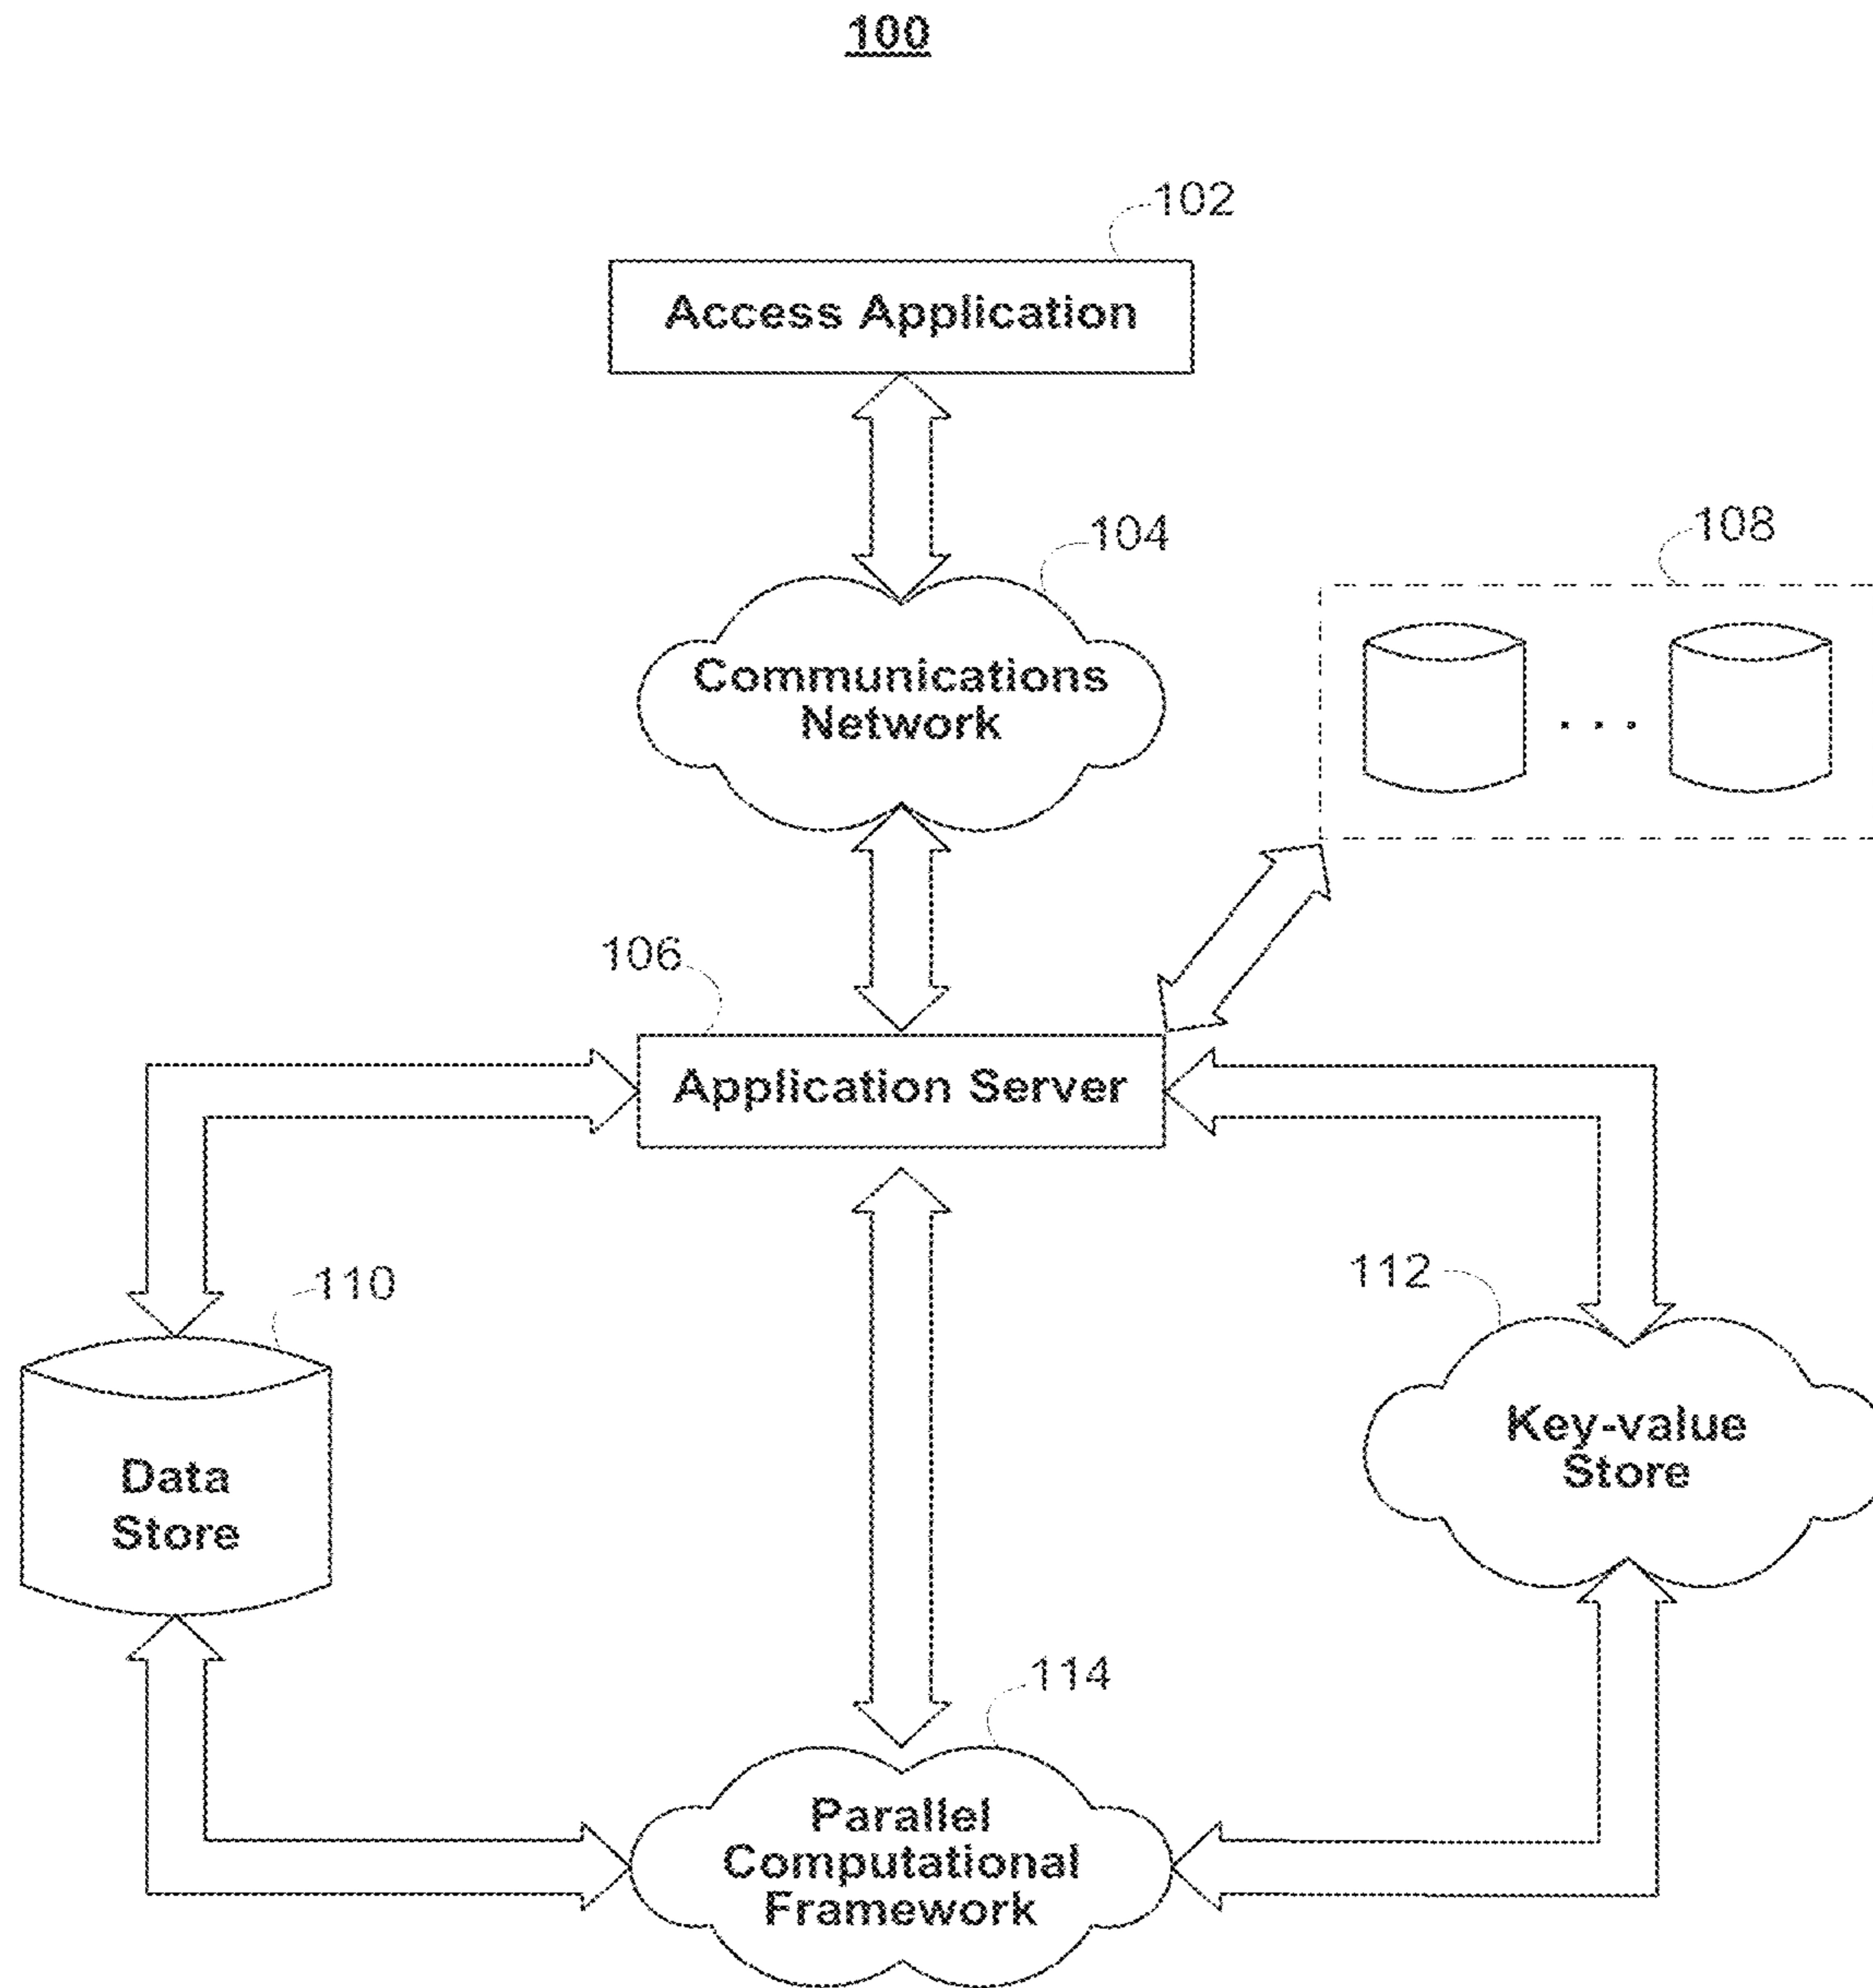 100
102
Access Application
104
108
Communications
Network
. . .
106
Application Server
110
112
Data
Store
Key-value
Store
114
Parallel
Computational
Framework